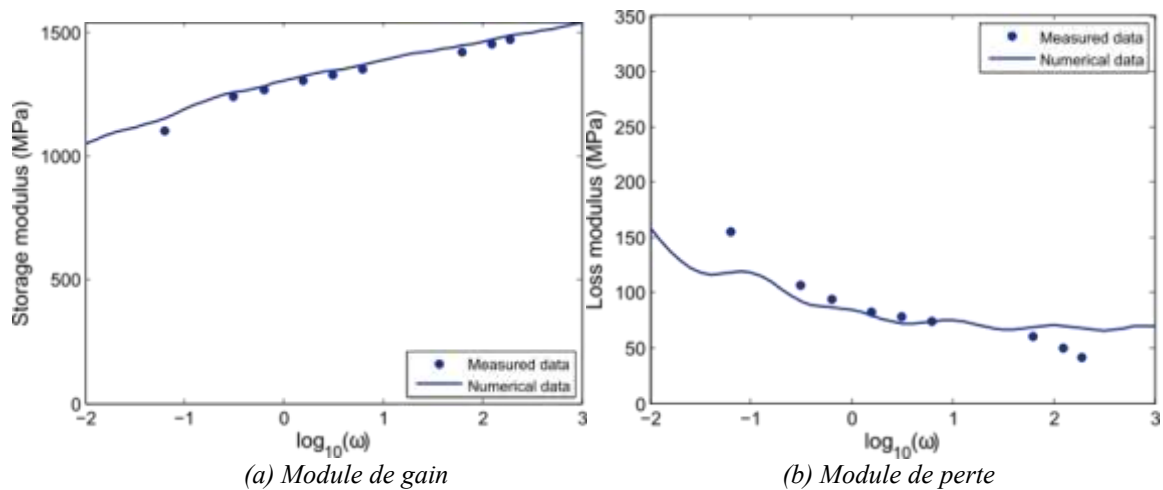 1500
1000
500
0
−2 −1 0 1 2 3
Storage modulus (MPa)
log10(ω)
Measured data
Numerical data
(a) Module de gain
350
300
250
200
150
100
50
0
−2 −1 0 1 2 3
Loss modulus (MPa)
log10(ω)
Measured data
Numerical data
(b) Module de perte